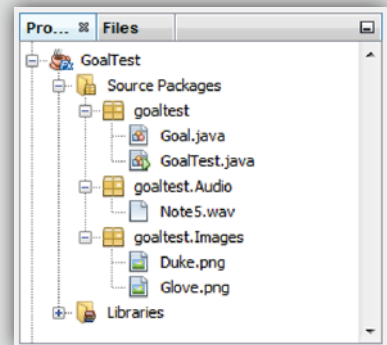 Pro... Files
GoalTest
Source Packages
goaltest
Goal.java
GoalTest.java
goaltest.Audio
Note5.wav
goaltest.Images
Duke.png
Glove.png
Libraries